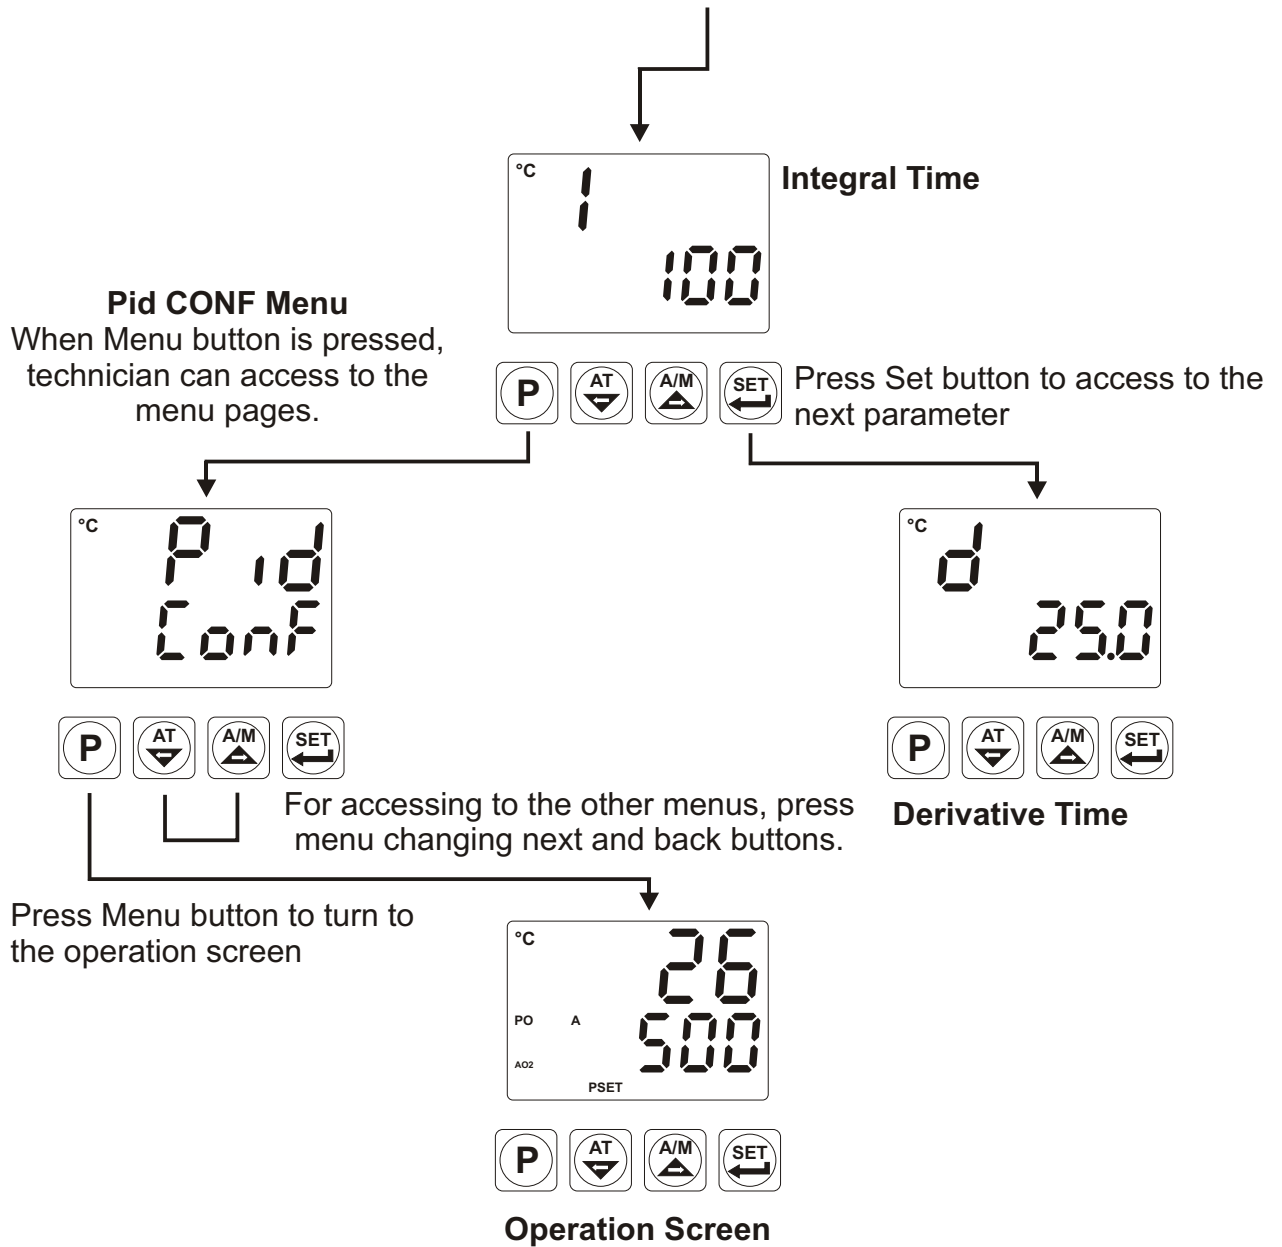 °C
I
Integral Time
100
Pid CONF Menu
When Menu button is pressed,
technician can access to the
menu pages.
P
AT
A/M
SET
Press Set button to access to the
next parameter
°C
Pid
ConF
P
AT
A/M
SET
°C
d
25.0
P
AT
A/M
SET
For accessing to the other menus, press
menu changing next and back buttons.
Derivative Time
Press Menu button to turn to
the operation screen
°C
26
PO A
500
AO2
PSET
P
AT
A/M
SET
Operation Screen